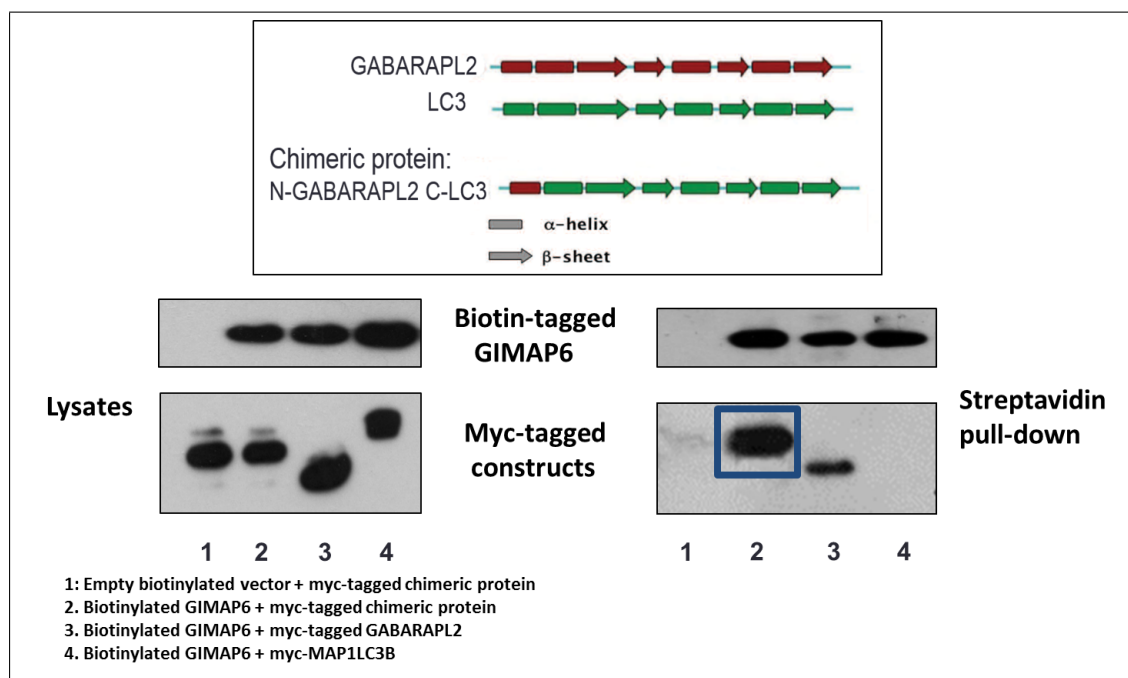 GABARAPL2
LC3
Chimeric protein:
N-GABARAPL2 C-LC3
α-helix
β-sheet
Biotin-tagged
GIMAP6
Lysates
Myc-tagged
constructs
Streptavidin
pull-down
1 2 3 4
1 2 3 4
1: Empty biotinylated vector + myc-tagged chimeric protein
2. Biotinylated GIMAP6 + myc-tagged chimeric protein
3. Biotinylated GIMAP6 + myc-tagged GABARAPL2
4. Biotinylated GIMAP6 + myc-MAP1LC3B